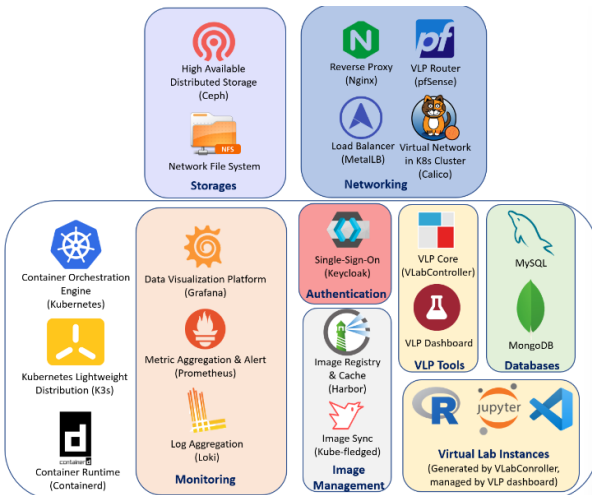 High Available
Distributed Storage
(Ceph)
NFS
Network File System
Storages
N
Reverse Proxy
(Nginx)
pf
VLP Router
(pfSense)
Load Balancer
(MetalLB)
Virtual Network
in K8s Cluster
(Calico)
Networking
Container Orchestration
Engine
(Kubernetes)
Kubernetes Lightweight
Distribution (K3s)
d
container d
Container Runtime
(Containerd)
Data Visualization Platform
(Grafana)
Metric Aggregation & Alert
(Prometheus)
Log Aggregation
(Loki)
Monitoring
Single-Sign-On
(Keycloak)
Authentication
Image Registry
& Cache
(Harbor)
Image Sync
(Kube-fledged)
Image
Management
VLP Core
(VLabController)
VLP Dashboard
VLP Tools
MySQL
MongoDB
Databases
R
jupyter
Virtual Lab Instances
(Generated by VLabConroller,
managed by VLP dashboard)